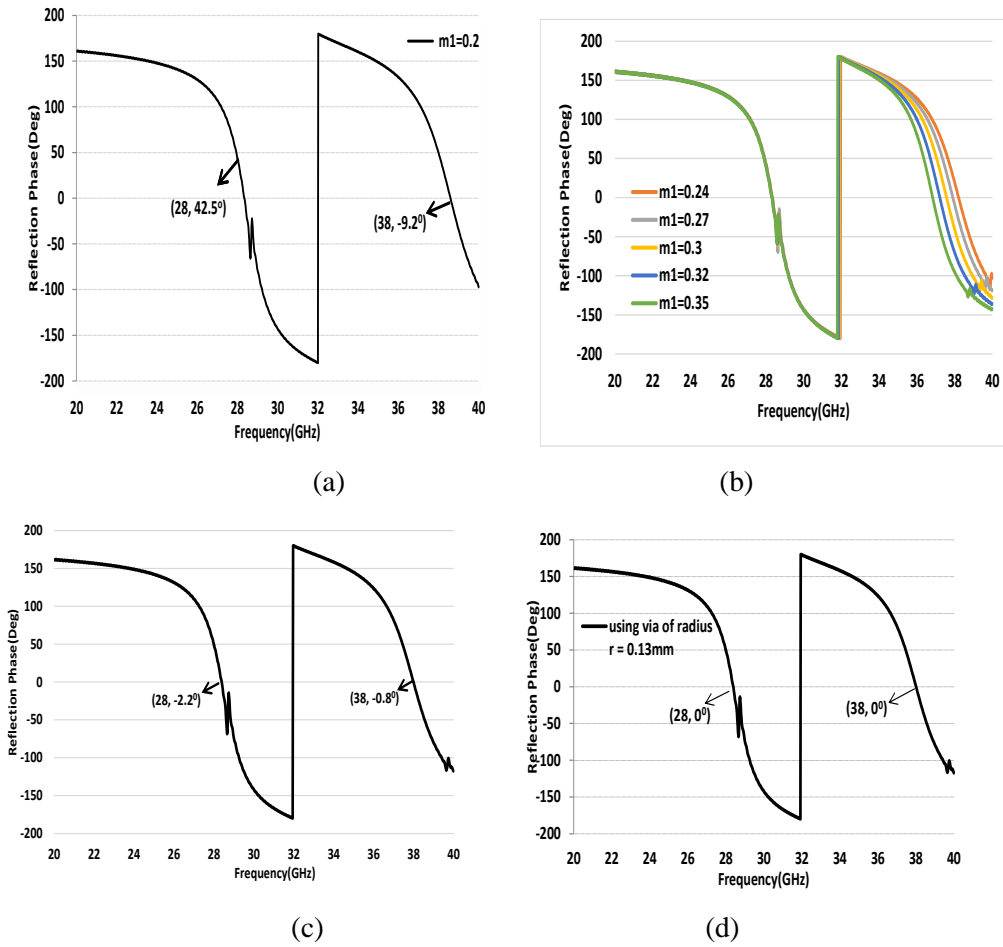 200
150
100
50
0
-50
-100
-150
-200
Reflection Phase(Deg)
m1=0.2
(28, 42.5⁰)
(38, -9.2⁰)
20 22 24 26 28 30 32 34 36 38 40
Frequency(GHz)
(a)
200
150
100
50
0
-50
-100
-150
-200
Reflection Phase(Deg)
m1=0.24
m1=0.27
m1=0.3
m1=0.32
m1=0.35
20 22 24 26 28 30 32 34 36 38 40
Frequency(GHz)
(b)
200
150
100
50
0
-50
-100
-150
-200
Reflection Phase(Deg)
(28, -2.2⁰)
(38, -0.8⁰)
20 22 24 26 28 30 32 34 36 38 40
Frequency(GHz)
(c)
200
150
100
50
0
-50
-100
-150
-200
Reflection Phase(Deg)
using via of radius
r = 0.13mm
(28, 0⁰)
(38, 0⁰)
20 22 24 26 28 30 32 34 36 38 40
Frequency(GHz)
(d)